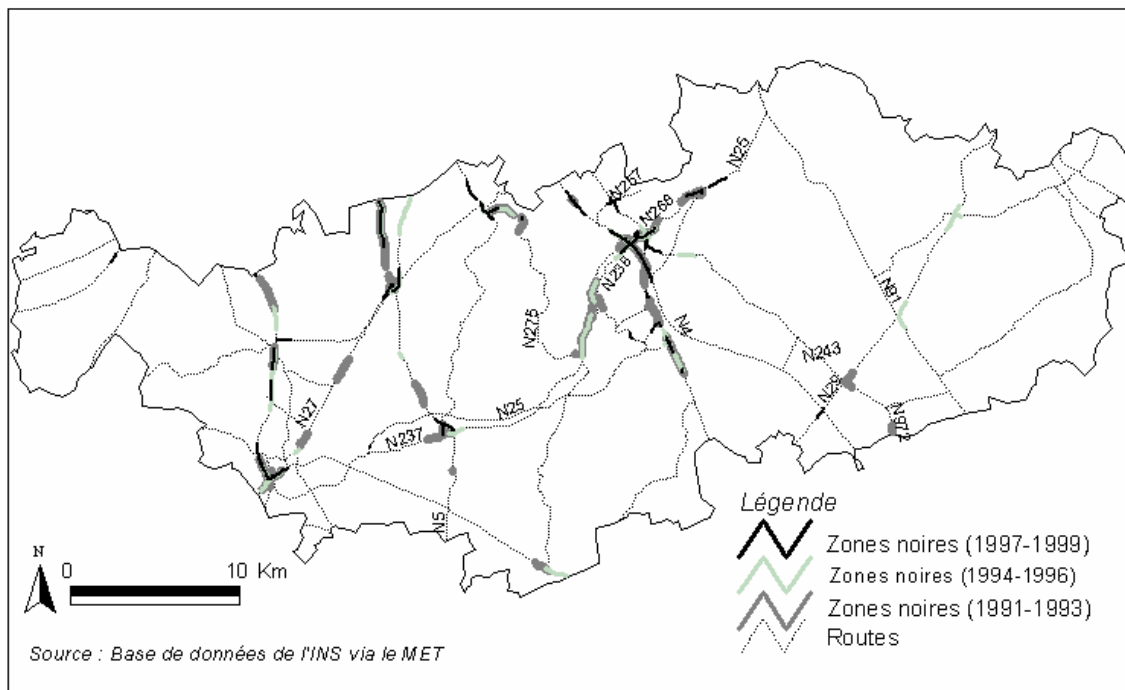 N25
N257
N268
N238
N275
N4
N91
N243
N29
N972
N25
N27
N237
N5
Légende
Zones noires (1997-1999)
Zones noires (1994-1996)
Zones noires (1991-1993)
Routes
N
0 10 Km
Source : Base de données de l'INS via le MET